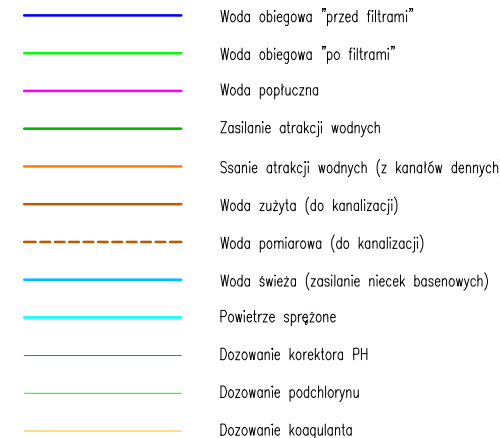 Woda obiegowa "przed filtrami"
Woda obiegowa "po filtrami"
Woda popłuczna
Zasilanie atrakcji wodnych
Ssanie atrakcji wodnych (z kanałów dennych
Woda zużyta (do kanalizacji)
Woda pomiarowa (do kanalizacji)
Woda świeża (zasilanie niecek basenowych)
Powietrze sprężone
Dozowanie korektora PH
Dozowanie podchlorynu
Dozowanie koagulanta